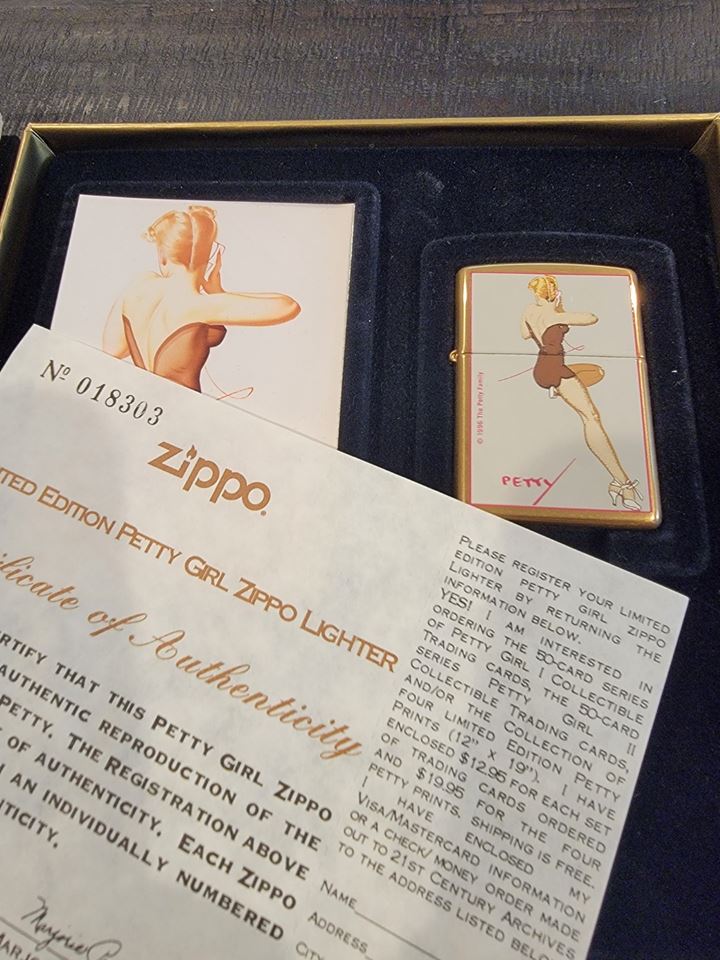 Nº 018303
zippo
TED EDITION PETTY GIRL ZIPPO LIGHTER
ificate of Authenticity
ERTIFY THAT THIS PETTY GIRL ZIPPO
AUTHENTIC REPRODUCTION OF THE
PETTY. THE REGISTRATION ABOVE
OF AUTHENTICITY. EACH ZIPPO
AN INDIVIDUALLY NUMBERED
TICITY.
Marjorie
PLEASE REGISTER YOUR LIMITED
EDITION PETTY GIRL ZIPPO
LIGHTER BY RETURNING THE
INFORMATION BELOW.
YES! I AM INTERESTED IN
ORDERING THE 50-CARD SERIES
OF PETTY GIRL I COLLECTIBLE
TRADING CARDS, THE 50-CARD
SERIES PETTY GIRL II
COLLECTIBLE TRADING CARDS,
AND/OR THE COLLECTION OF
FOUR LIMITED EDITION PETTY
PRINTS (12" X 19"). I HAVE
ENCLOSED $12.95 FOR EACH SET
OF TRADING CARDS ORDERED
AND $19.95 FOR THE FOUR
PETTY PRINTS. SHIPPING IS FREE.
I HAVE ENCLOSED MY
VISA/MASTERCARD INFORMATION
OR A CHECK/ MONEY ORDER MADE
OUT TO 21ST CENTURY ARCHIVES
TO THE ADDRESS LISTED BELO
NAME
ADDRESS
CITY
© 1996 The Petty Family
PETTY